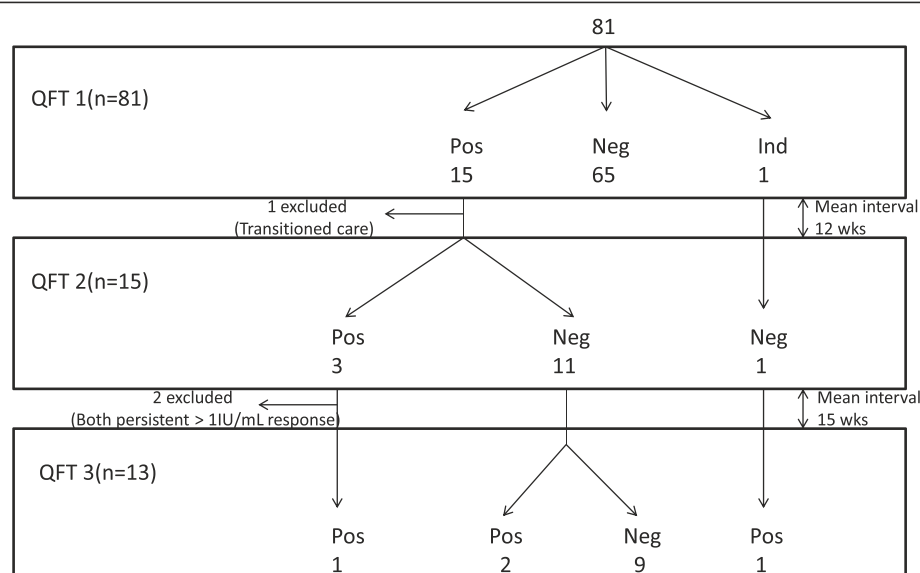 81
QFT 1(n=81)
Pos Neg Ind
15 65 1
1 excluded
(Transitioned care)
Mean interval
12 wks
QFT 2(n=15)
Pos Neg Neg
3 11 1
2 excluded
(Both persistent > 1IU/mL response)
Mean interval
15 wks
QFT 3(n=13)
Pos Pos Neg Pos
1 2 9 1